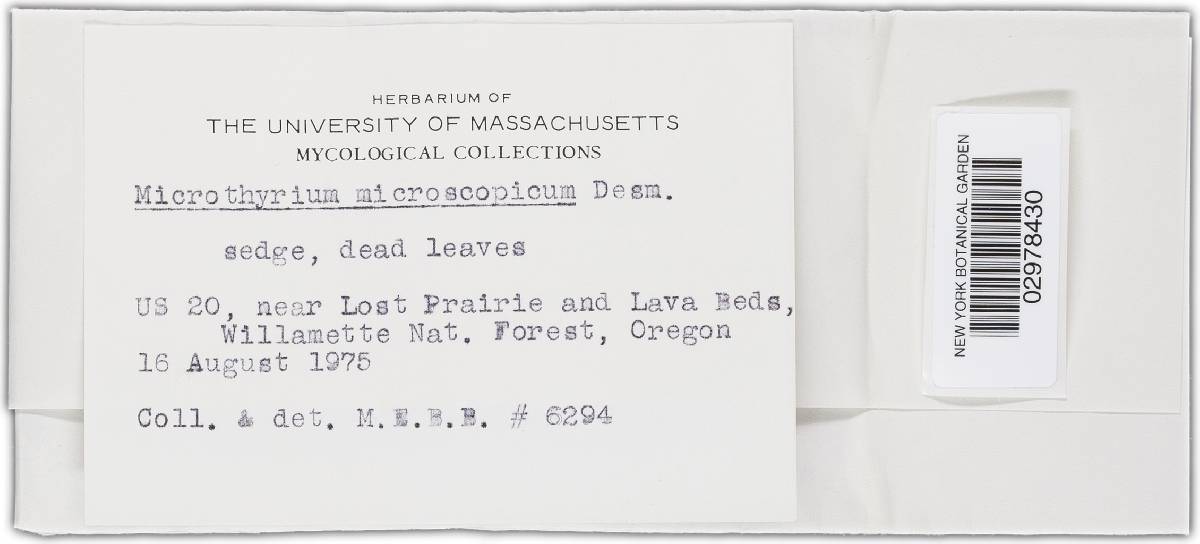 HERBARIUM OF
THE UNIVERSITY OF MASSACHUSETTS
MYCOLOGICAL COLLECTIONS
Microthyrium microscopicum Desm.
sedge, dead leaves
US 20, near Lost Prairie and Lava Beds,
Willamette Nat. Forest, Oregon
16 August 1975
Coll. & det. M.E.B.B. # 6294
NEW YORK BOTANICAL GARDEN
02978430